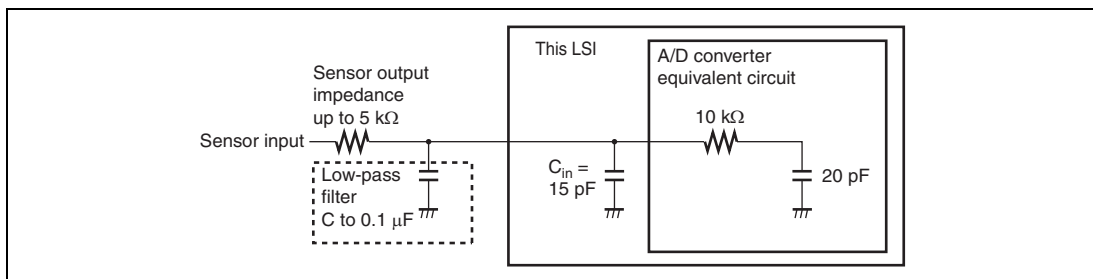 This LSI
A/D converter
equivalent circuit
Sensor output
impedance
up to 5 kΩ
10 kΩ
Sensor input
Low-pass
filter
C to 0.1 μF
Cin =
15 pF
20 pF